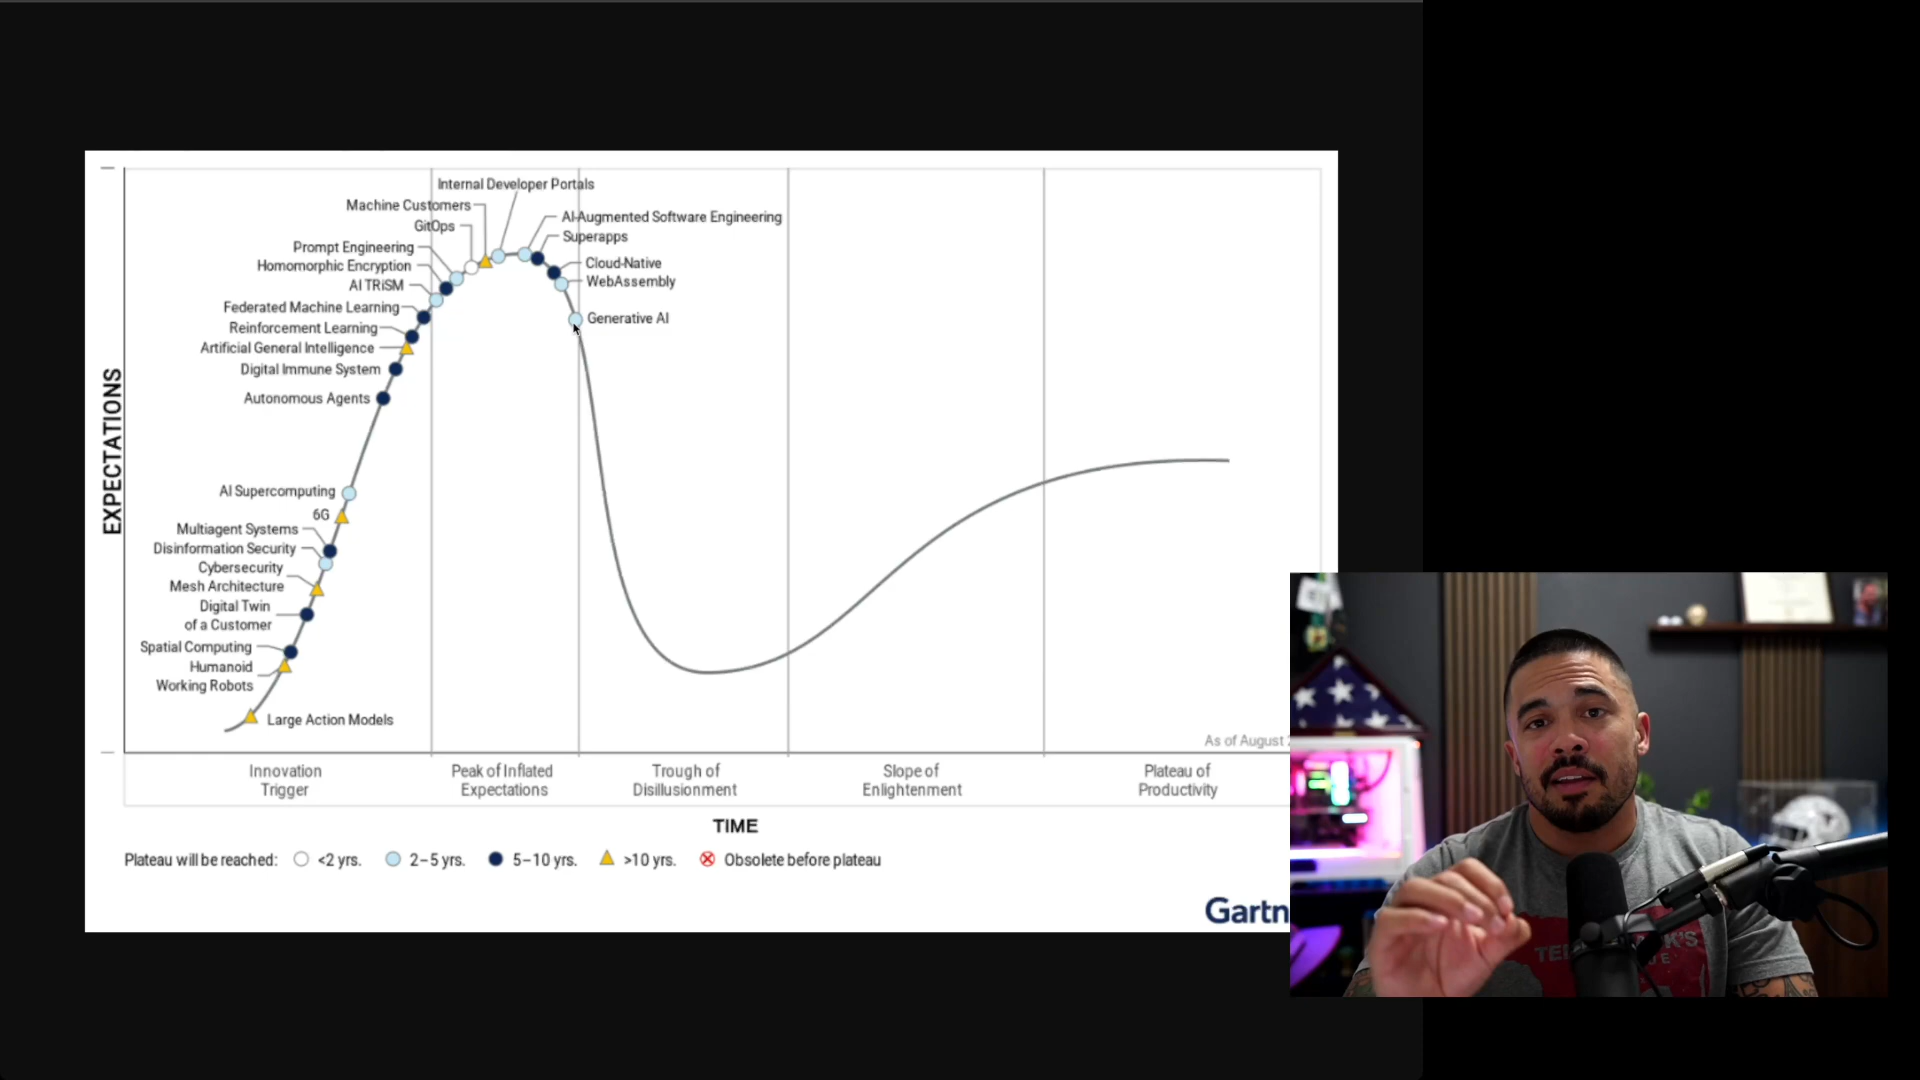 Internal Developer Portals
Machine Customers
AI-Augmented Software Engineering
GitOps
Superapps
Prompt Engineering
Homomorphic Encryption
Cloud-Native
AI TRiSM
WebAssembly
Federated Machine Learning
Generative AI
Reinforcement Learning
Artificial General Intelligence
Digital Immune System
Autonomous Agents
EXPECTATIONS
AI Supercomputing
6G
Multiagent Systems
Disinformation Security
Cybersecurity
Mesh Architecture
Digital Twin
of a Customer
Spatial Computing
Humanoid
Working Robots
Large Action Models
As of August
Innovation
Trigger
Peak of Inflated
Expectations
Trough of
Disillusionment
Slope of
Enlightenment
Plateau of
Productivity
TIME
Plateau will be reached: <2 yrs. 2–5 yrs. 5–10 yrs. >10 yrs. Obsolete before plateau
Gartn